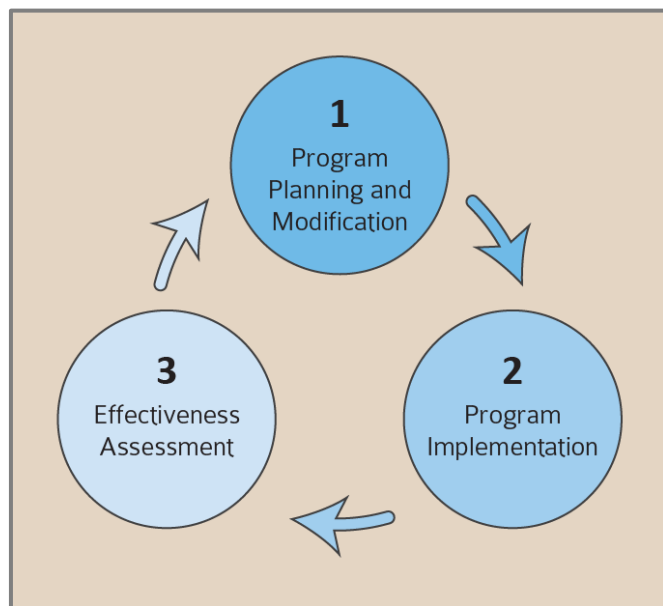 1
Program
Planning and
Modification
2
Program
Implementation
3
Effectiveness
Assessment